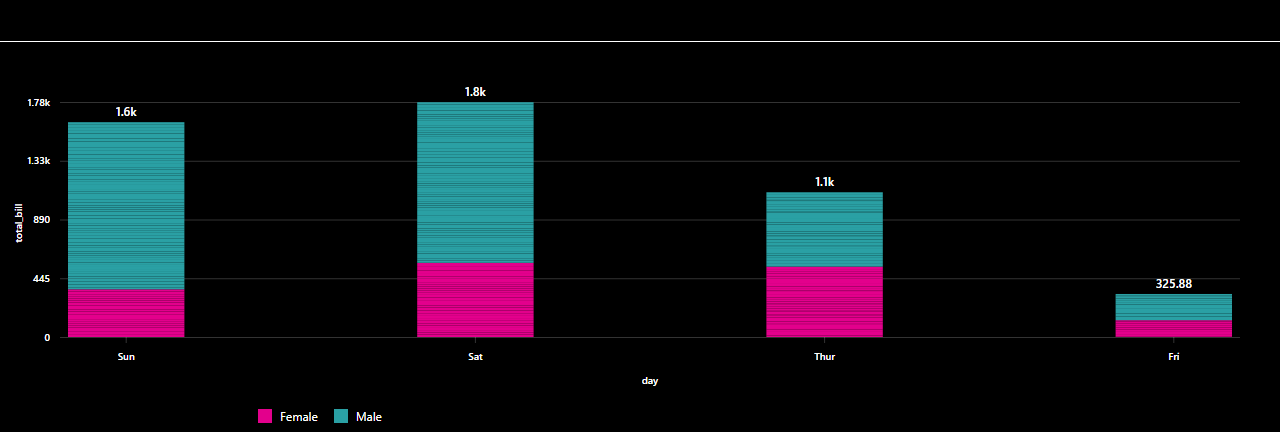 1.8k
1.78k
1.6k
1.33k
1.1k
total_bill
890
445
325.88
0
Sun Sat Thur Fri
day
Female Male